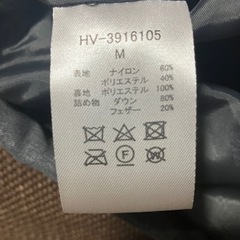 HV-3916105
M
表地 ナイロン 60%
ポリエステル 40%
裏地 ポリエステル 100%
詰め物 ダウン 80%
フェザー 20%